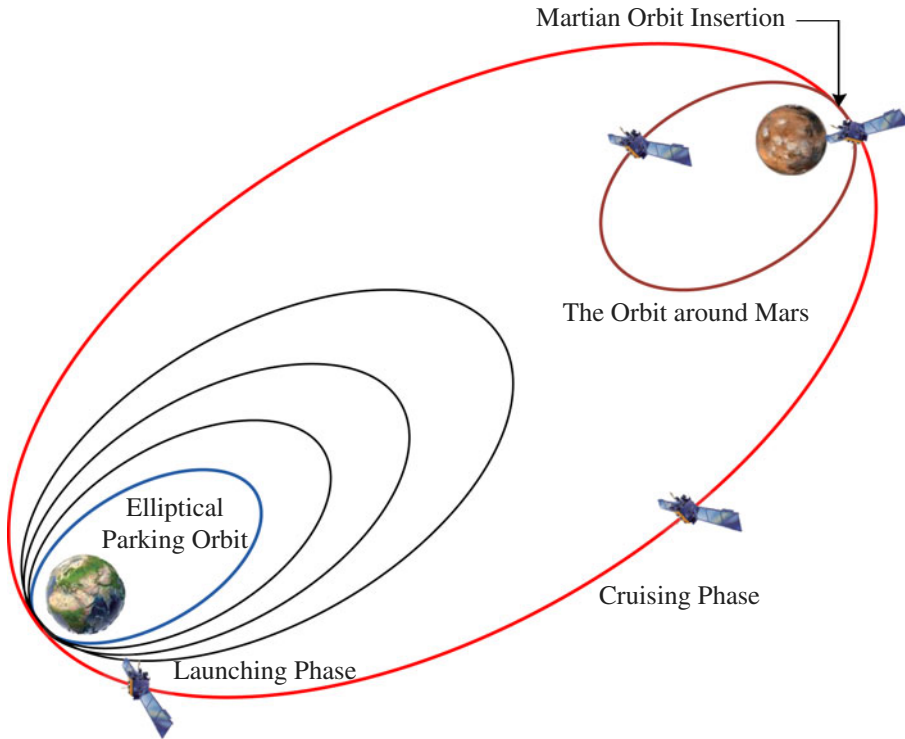 Martian Orbit Insertion
The Orbit around Mars
Elliptical
Parking Orbit
Cruising Phase
Launching Phase